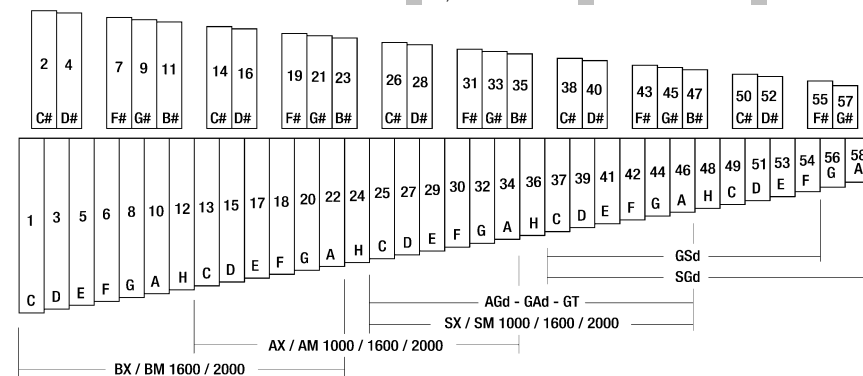 2 4 7 9 11 14 16 19 21 23 26 28 31 33 35 38 40 43 45 47 50 52 55 57
C# D# F# G# B# C# D# F# G# B# C# D# F# G# B# C# D# F# G# B# C# D# F# G#
1 3 5 6 8 10 12 13 15 17 18 20 22 24 25 27 29 30 32 34 36 37 39 41 42 44 46 48 49 51 53 54 56 58
C D E F G A H C D E F G A H C D E F G A H C D E F G A H C D E F G A
GSd
SGd
AGd - GAd - GT
SX / SM 1000 / 1600 / 2000
AX / AM 1000 / 1600 / 2000
BX / BM 1600 / 2000